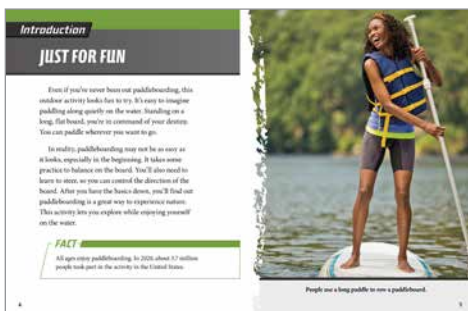 Introduction
JUST FOR FUN
Even if you've never been out paddleboarding, this
outdoor activity looks fun to try. It's easy to imagine
paddling along quietly on the water. Standing on a
long, flat board, you're in command of your destiny.
You can paddle wherever you want to go.
In reality, paddleboarding may not be as easy as
it looks, especially in the beginning. It takes some
practice to balance on the board. You'll also need to
learn to steer, so you can control the direction of the
board. After you have the basics down, you'll find out
paddleboarding is a great way to experience nature.
This activity lets you explore while enjoying yourself
on the water.
FACT
All ages enjoy paddleboarding. In 2020, about 3.7 million
people took part in the activity in the United States.
4
People use a long paddle to row a paddleboard.
5